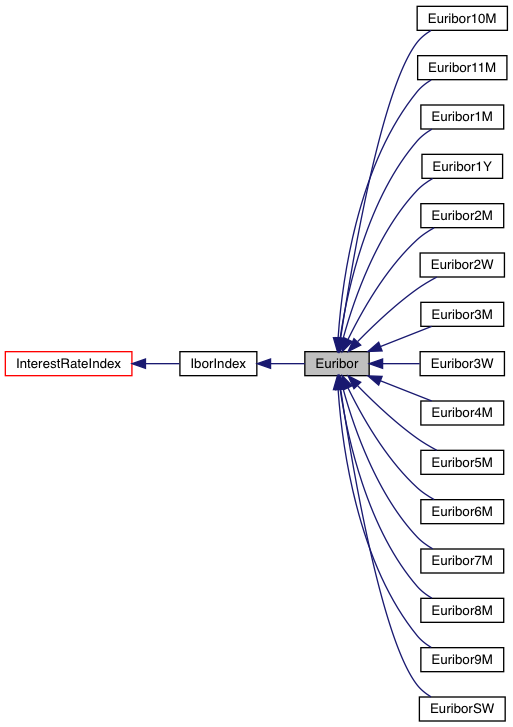 Euribor10M
Euribor11M
Euribor1M
Euribor1Y
Euribor2M
Euribor2W
Euribor3M
InterestRateIndex
IborIndex
Euribor
Euribor3W
Euribor4M
Euribor5M
Euribor6M
Euribor7M
Euribor8M
Euribor9M
EuriborSW